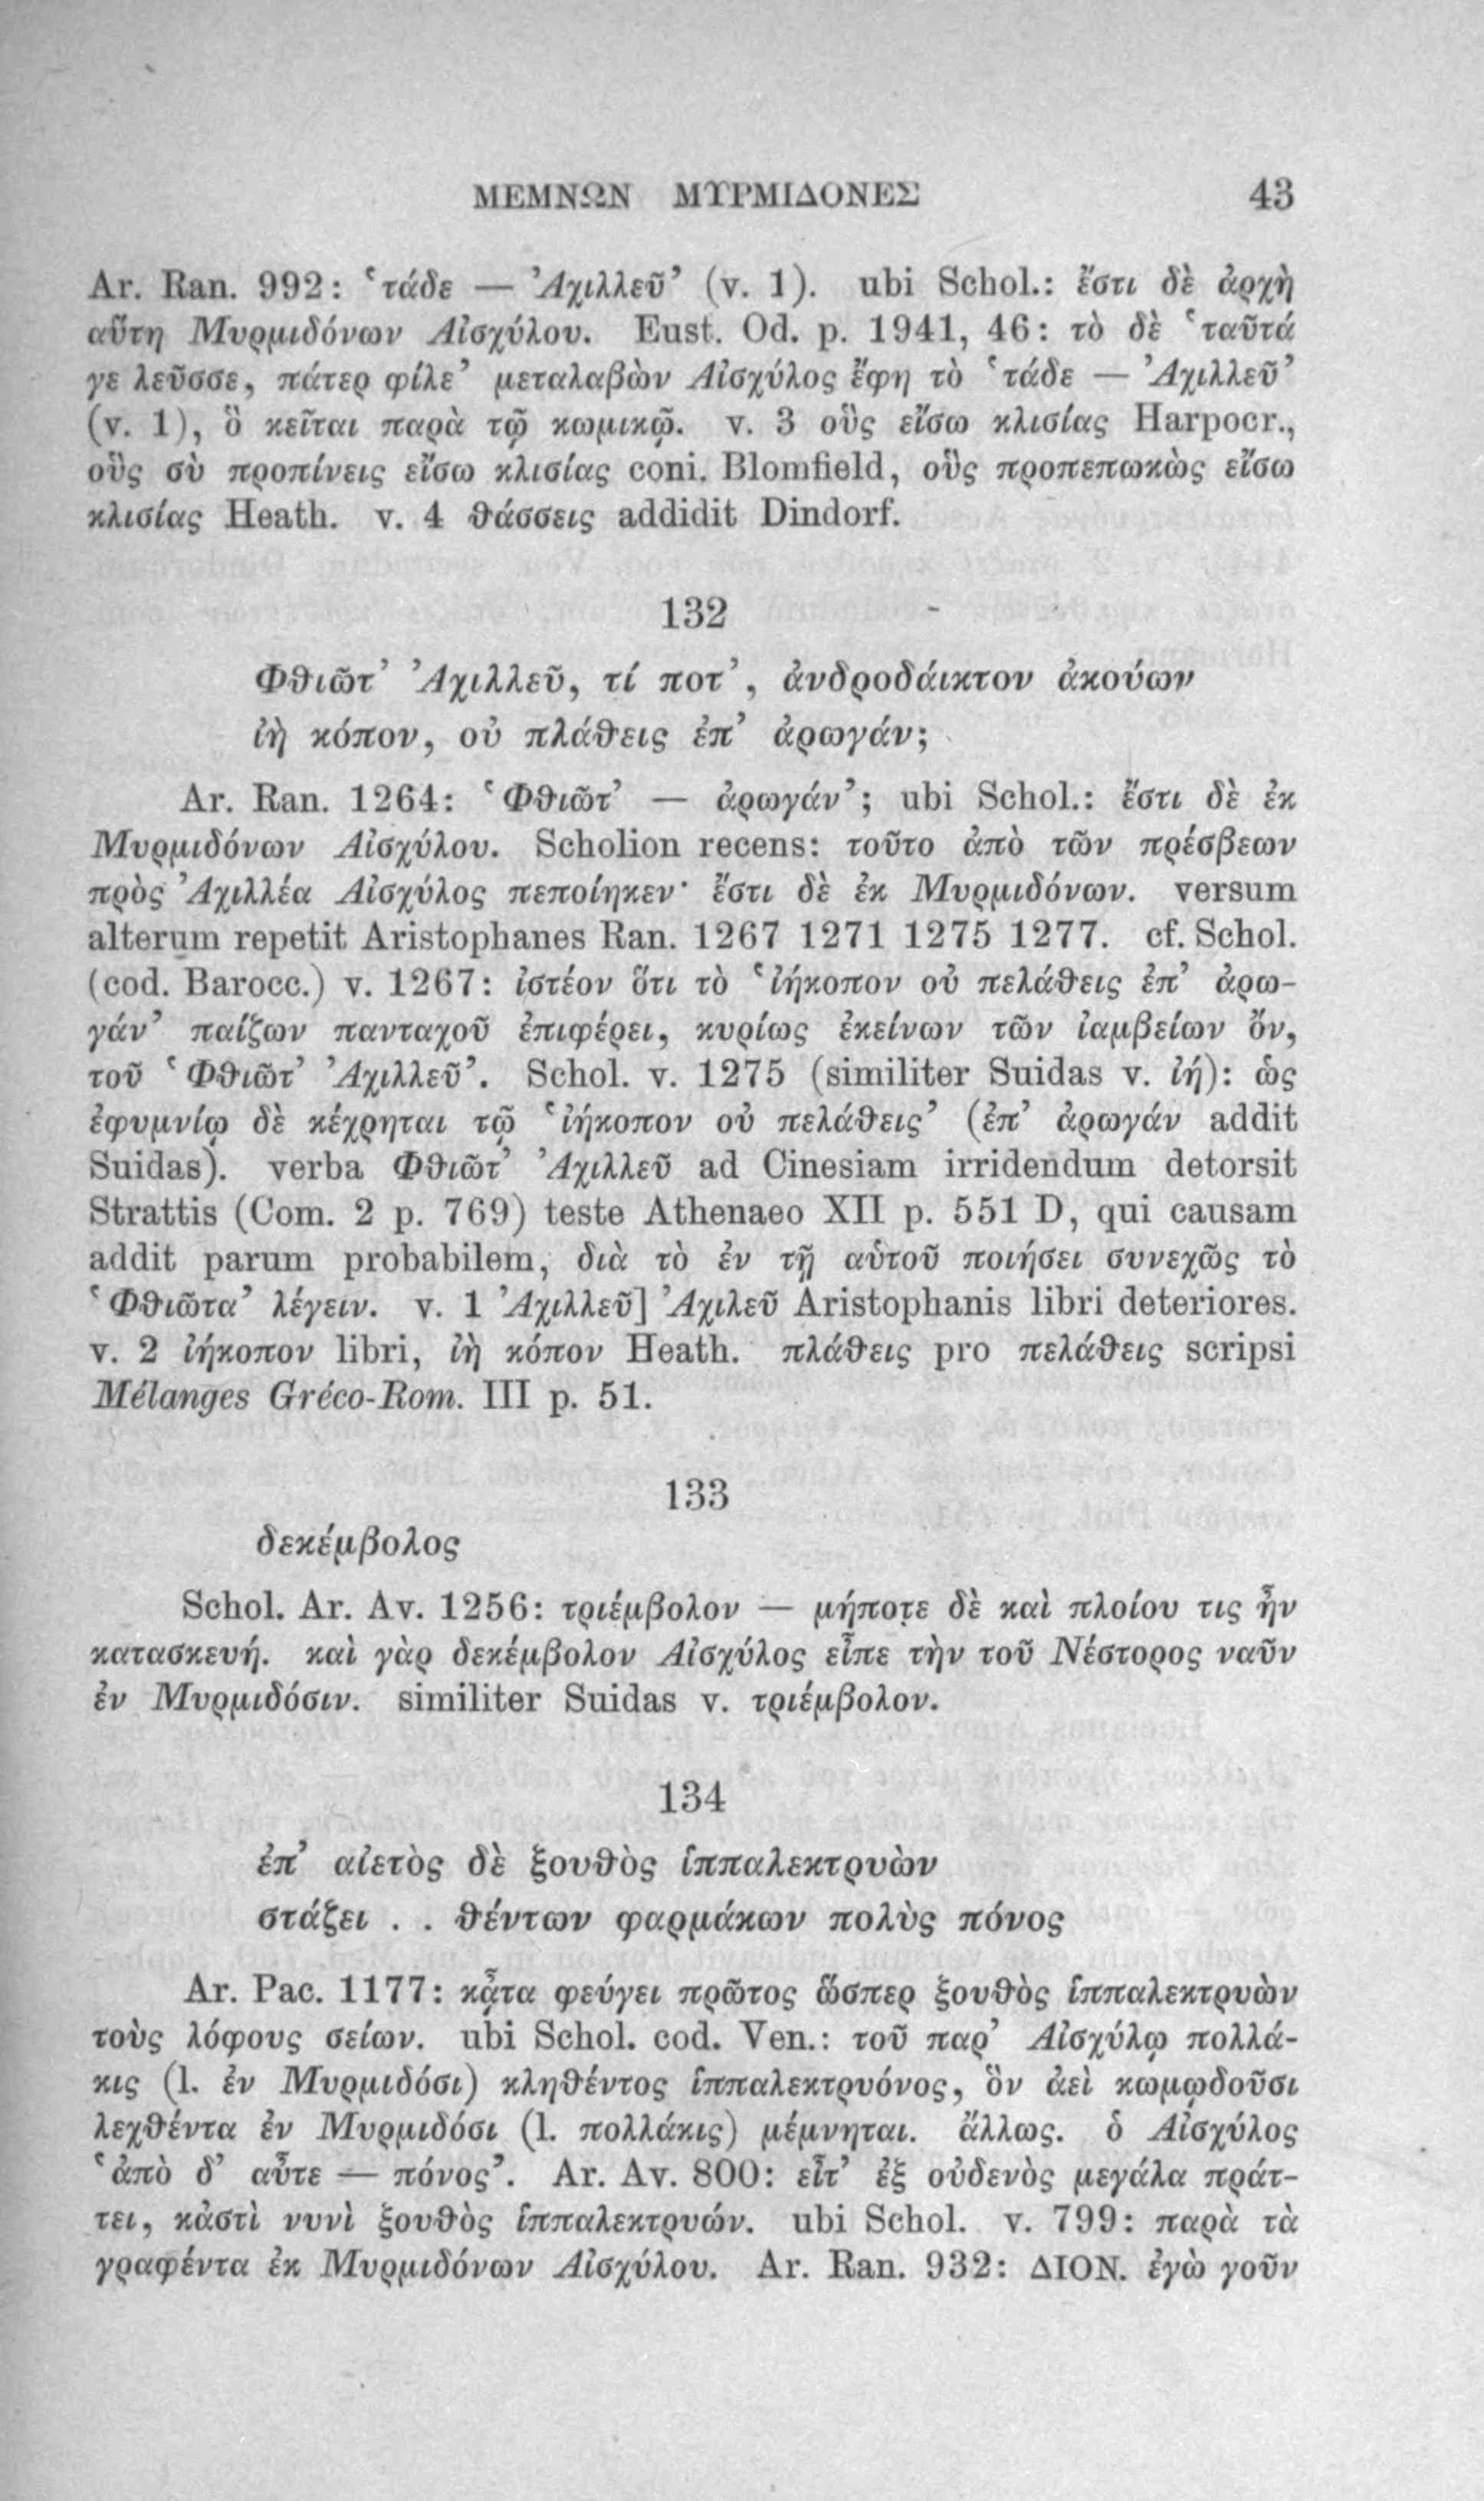 ΜΕΜΝΩΝ ΜΥΡΜΙΔΟΝΕΣ 43
Ar. Ran. 992: ‘τάδε — Ἀχιλλεῦ’ (v. 1). ubi Schol.: ἔστι δὲ ἀρχὴ
αὕτη Μυρμιδόνων Αἰσχύλου. Eust. Od. p. 1941, 46: τὸ δὲ ‘ταῦτά
γε λεῦσσε, πάτερ φίλε’ μεταλαβὼν Αἰσχύλος ἔφη τὸ ‘τάδε — Ἀχιλλεῦ’
(v. 1), ὃ κεῖται παρὰ τῷ κωμικῷ. v. 3 οὓς εἴσω κλισίας Harpocr.,
οὓς σὺ προπίνεις εἴσω κλισίας coni. Blomfield, οὓς προπεπωκὼς εἴσω
κλισίας Heath. v. 4 θάσσεις addidit Dindorf.
132
Φθιῶτ’ Ἀχιλλεῦ, τί ποτ’, ἀνδροδάικτον ἀκούων
ἰὴ κόπον, οὐ πλάθεις ἐπ’ ἀρωγάν;
Ar. Ran. 1264: ‘Φθιῶτ’ — ἀρωγάν’; ubi Schol.: ἔστι δὲ ἐκ
Μυρμιδόνων Αἰσχύλου. Scholion recens: τοῦτο ἀπὸ τῶν πρέσβεων
πρὸς Ἀχιλλέα Αἰσχύλος πεποίηκεν· ἔστι δὲ ἐκ Μυρμιδόνων. versum
alterum repetit Aristophanes Ran. 1267 1271 1275 1277. cf. Schol.
(cod. Barocc.) v. 1267: ἰστέον ὅτι τὸ ‘ἰήκοπον οὐ πελάθεις ἐπ’ ἀρω-
γάν’ παίζων πανταχοῦ ἐπιφέρει, κυρίως ἐκείνων τῶν ἰαμβείων ὄν,
τοῦ ‘Φθιῶτ’ Ἀχιλλεῦ’. Schol. v. 1275 (similiter Suidas v. ἰή): ὡς
ἐφυμνίῳ δὲ κέχρηται τῷ ‘ἰήκοπον οὐ πελάθεις’ (ἐπ’ ἀρωγάν addit
Suidas). verba Φθιῶτ’ Ἀχιλλεῦ ad Cinesiam irridendum detorsit
Strattis (Com. 2 p. 769) teste Athenaeo XII p. 551 D, qui causam
addit parum probabilem, διὰ τὸ ἐν τῇ αὑτοῦ ποιήσει συνεχῶς τὸ
‘Φθιῶτα’ λέγειν. v. 1 Ἀχιλλεῦ] Ἀχιλεῦ Aristophanis libri deteriores.
v. 2 ἰήκοπον libri, ἰὴ κόπον Heath. πλάθεις pro πελάθεις scripsi
Mélanges Gréco-Rom. III p. 51.
133
δεκέμβολος
Schol. Ar. Av. 1256: τριέμβολον — μήποτε δὲ καὶ πλοίου τις ἦν
κατασκευή. καὶ γὰρ δεκέμβολον Αἰσχύλος εἶπε τὴν τοῦ Νέστορος ναῦν
ἐν Μυρμιδόσιν. similiter Suidas v. τριέμβολον.
134
ἐπ’ αἰετὸς δὲ ξουθὸς ἱππαλεκτρυὼν
στάζει . . θέντων φαρμάκων πολὺς πόνος
Ar. Pac. 1177: κᾆτα φεύγει πρῶτος ὥσπερ ξουθὸς ἱππαλεκτρυὼν
τοὺς λόφους σείων. ubi Schol. cod. Ven.: τοῦ παρ’ Αἰσχύλῳ πολλά-
κις (l. ἐν Μυρμιδόσι) κληθέντος ἱππαλεκτρυόνος, ὃν ἀεὶ κωμῳδοῦσι
λεχθέντα ἐν Μυρμιδόσι (l. πολλάκις) μέμνηται. ἄλλως. ὁ Αἰσχύλος
‘ἀπὸ δ’ αὖτε — πόνος’. Ar. Av. 800: εἶτ’ ἐξ οὐδενὸς μεγάλα πράτ-
τει, κἀστὶ νυνὶ ξουθὸς ἱππαλεκτρυών. ubi Schol. v. 799: παρὰ τὰ
γραφέντα ἐκ Μυρμιδόνων Αἰσχύλου. Ar. Ran. 932: ΔΙΟΝ. ἐγὼ γοῦν